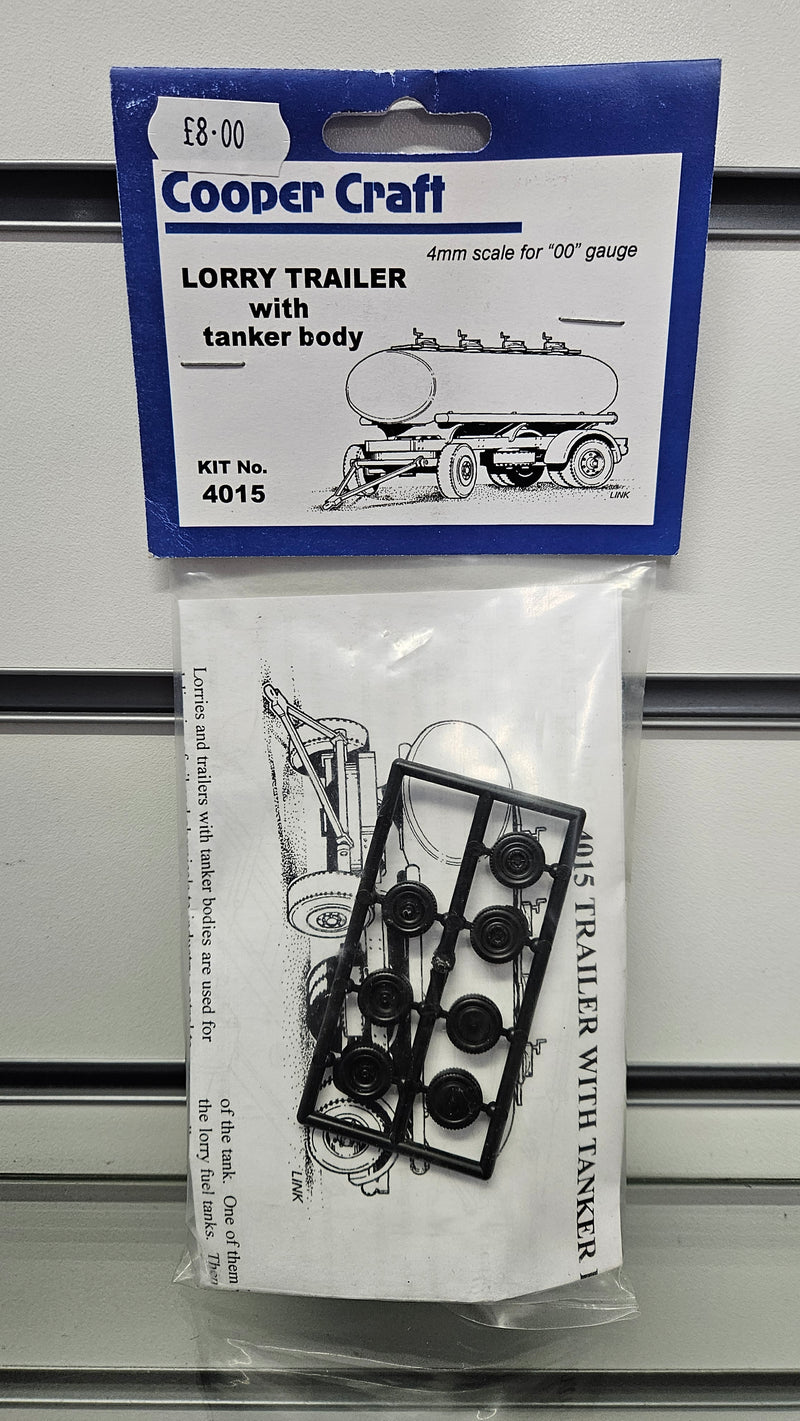 £8·00
Cooper Craft
4mm scale for “00” gauge
LORRY TRAILER
with
tanker body
KIT No.
4015
LINK
4015 TRAILER WITH TANKER
LINK
Lorries and trailers with tanker bodies are used for
of the tank. One of them
the lorry fuel tanks.